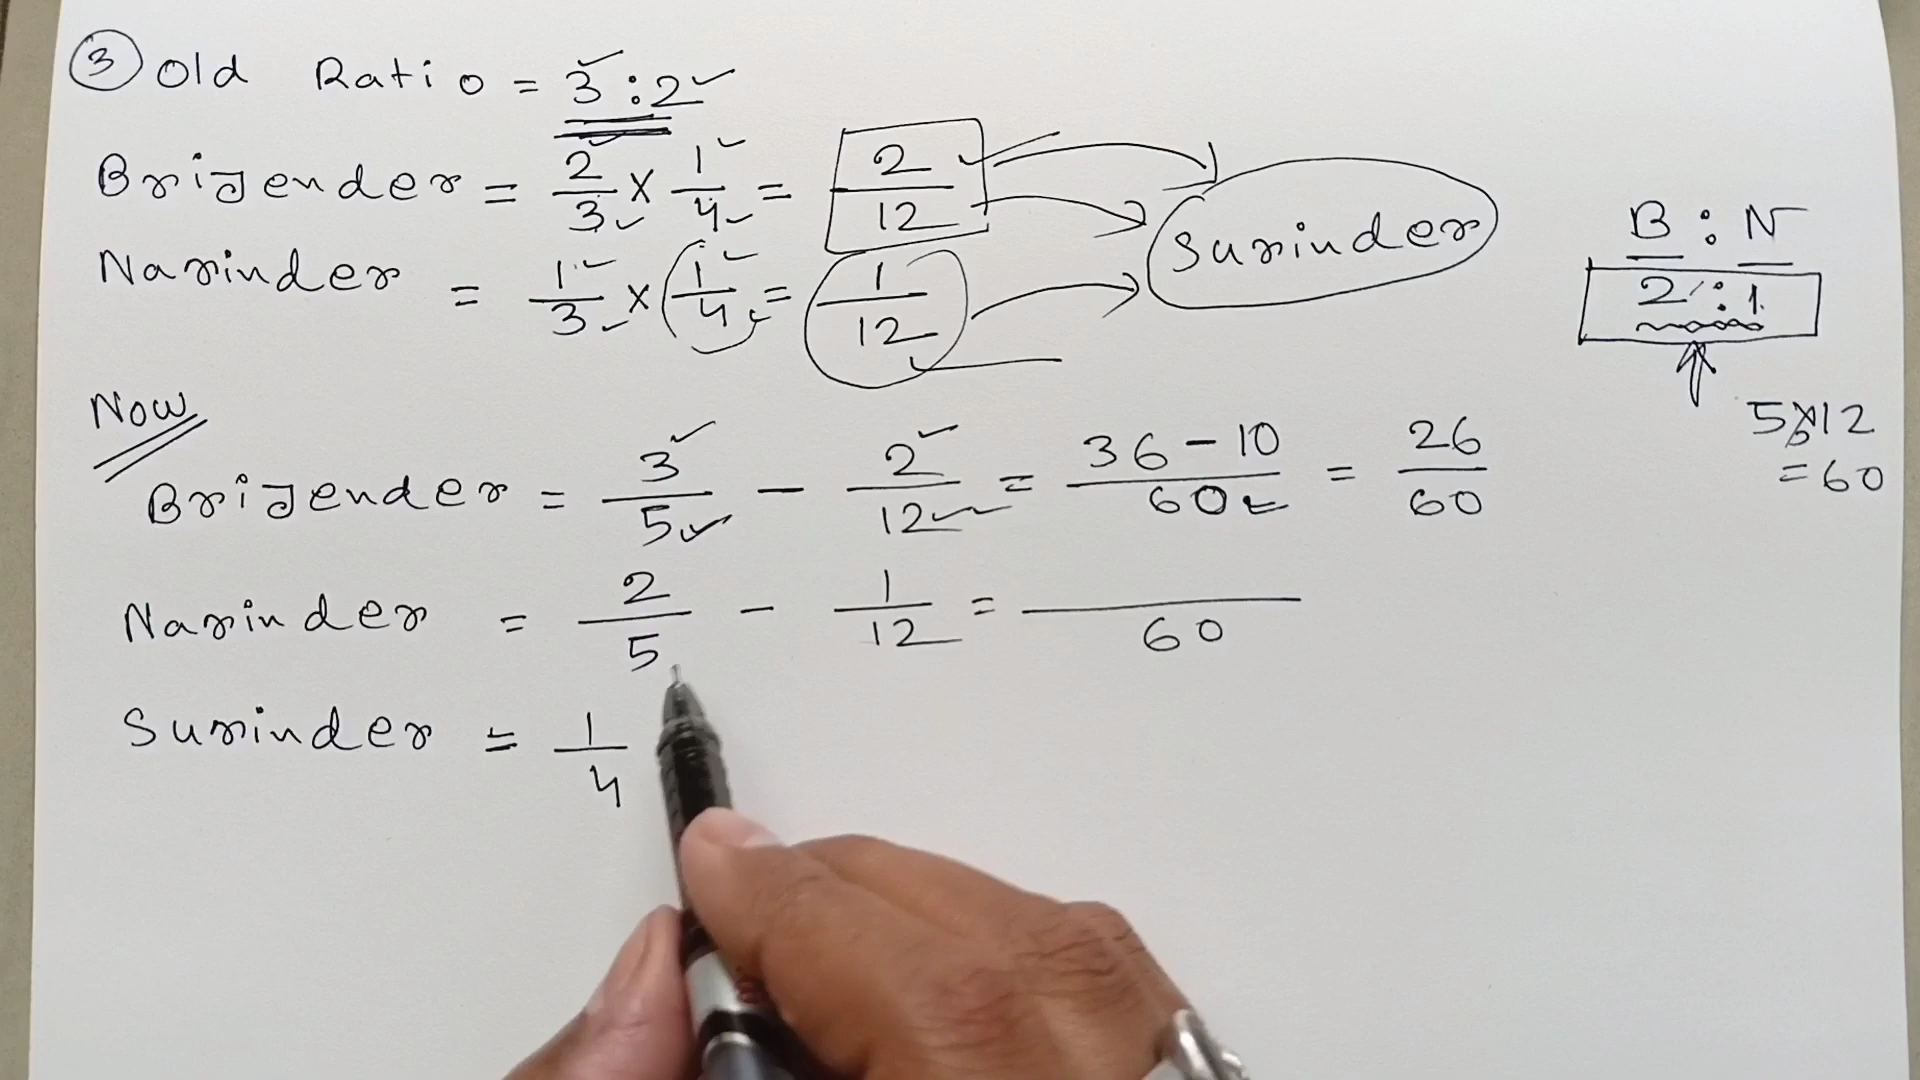 3 Old Ratio = 3 : 2
Brijender = 2/3 × 1/4 = 2/12
Narinder = 1/3 × 1/4 = 1/12
Surinder
B : N
2 : 1
Now
5×12
= 60
Brijender = 3/5 - 2/12 = 36-10/60 = 26/60
Narinder = 2/5 - 1/12 = /60
Surinder = 1/4